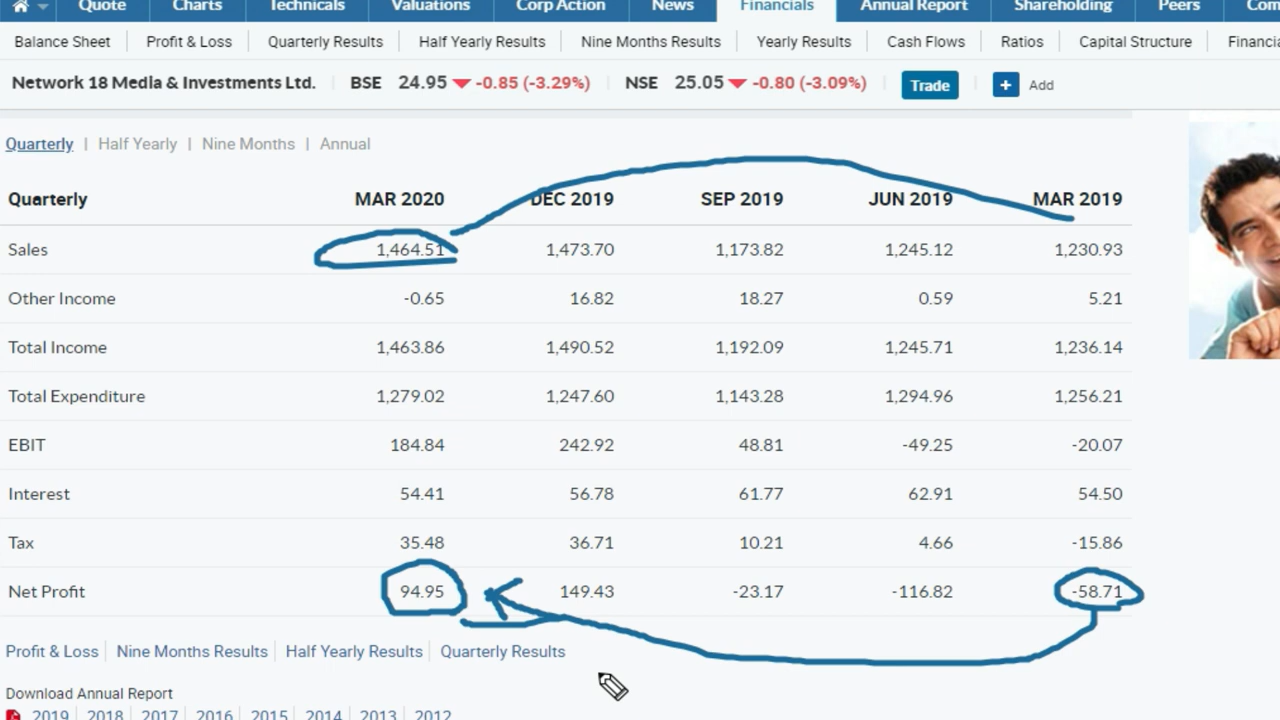 Quote Charts Technicals Valuations Corp Action News Financials Annual Report Shareholding Peers
Balance Sheet | Profit & Loss | Quarterly Results | Half Yearly Results | Nine Months Results | Yearly Results | Cash Flows | Ratios | Capital Structure |
Network 18 Media & Investments Ltd. | BSE 24.95 -0.85 (-3.29%) | NSE 25.05 -0.80 (-3.09%) | Trade | + Add
Quarterly | Half Yearly | Nine Months | Annual
Quarterly MAR 2020 DEC 2019 SEP 2019 JUN 2019 MAR 2019
Sales 1,464.51 1,473.70 1,173.82 1,245.12 1,230.93
Other Income -0.65 16.82 18.27 0.59 5.21
Total Income 1,463.86 1,490.52 1,192.09 1,245.71 1,236.14
Total Expenditure 1,279.02 1,247.60 1,143.28 1,294.96 1,256.21
EBIT 184.84 242.92 48.81 -49.25 -20.07
Interest 54.41 56.78 61.77 62.91 54.50
Tax 35.48 36.71 10.21 4.66 -15.86
Net Profit 94.95 149.43 -23.17 -116.82 -58.71
Profit & Loss | Nine Months Results | Half Yearly Results | Quarterly Results
Download Annual Report
2019 | 2018 | 2017 | 2016 | 2015 | 2014 | 2013 | 2012